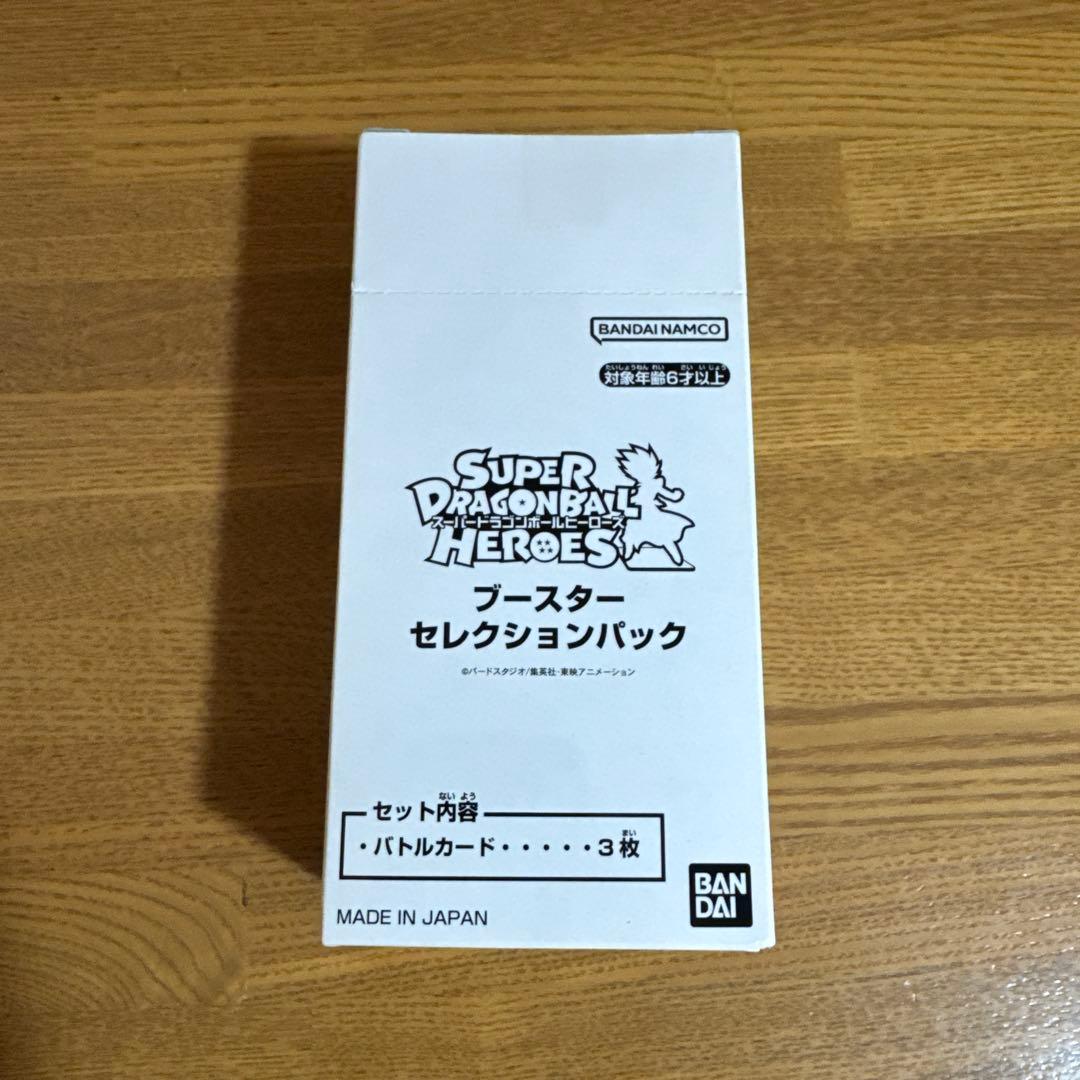 BANDAI NAMCO
たいしょうねんれい さい い じょう
対象年齢6才以上
SUPER
DRAGONBALL
スーパードラゴンボールヒーローズ
HEROES
ブースター
セレクションパック
©バードスタジオ/集英社・東映アニメーション
ない よう
セット内容
まい
・バトルカード・・・・・3枚
MADE IN JAPAN
BAN
DAI